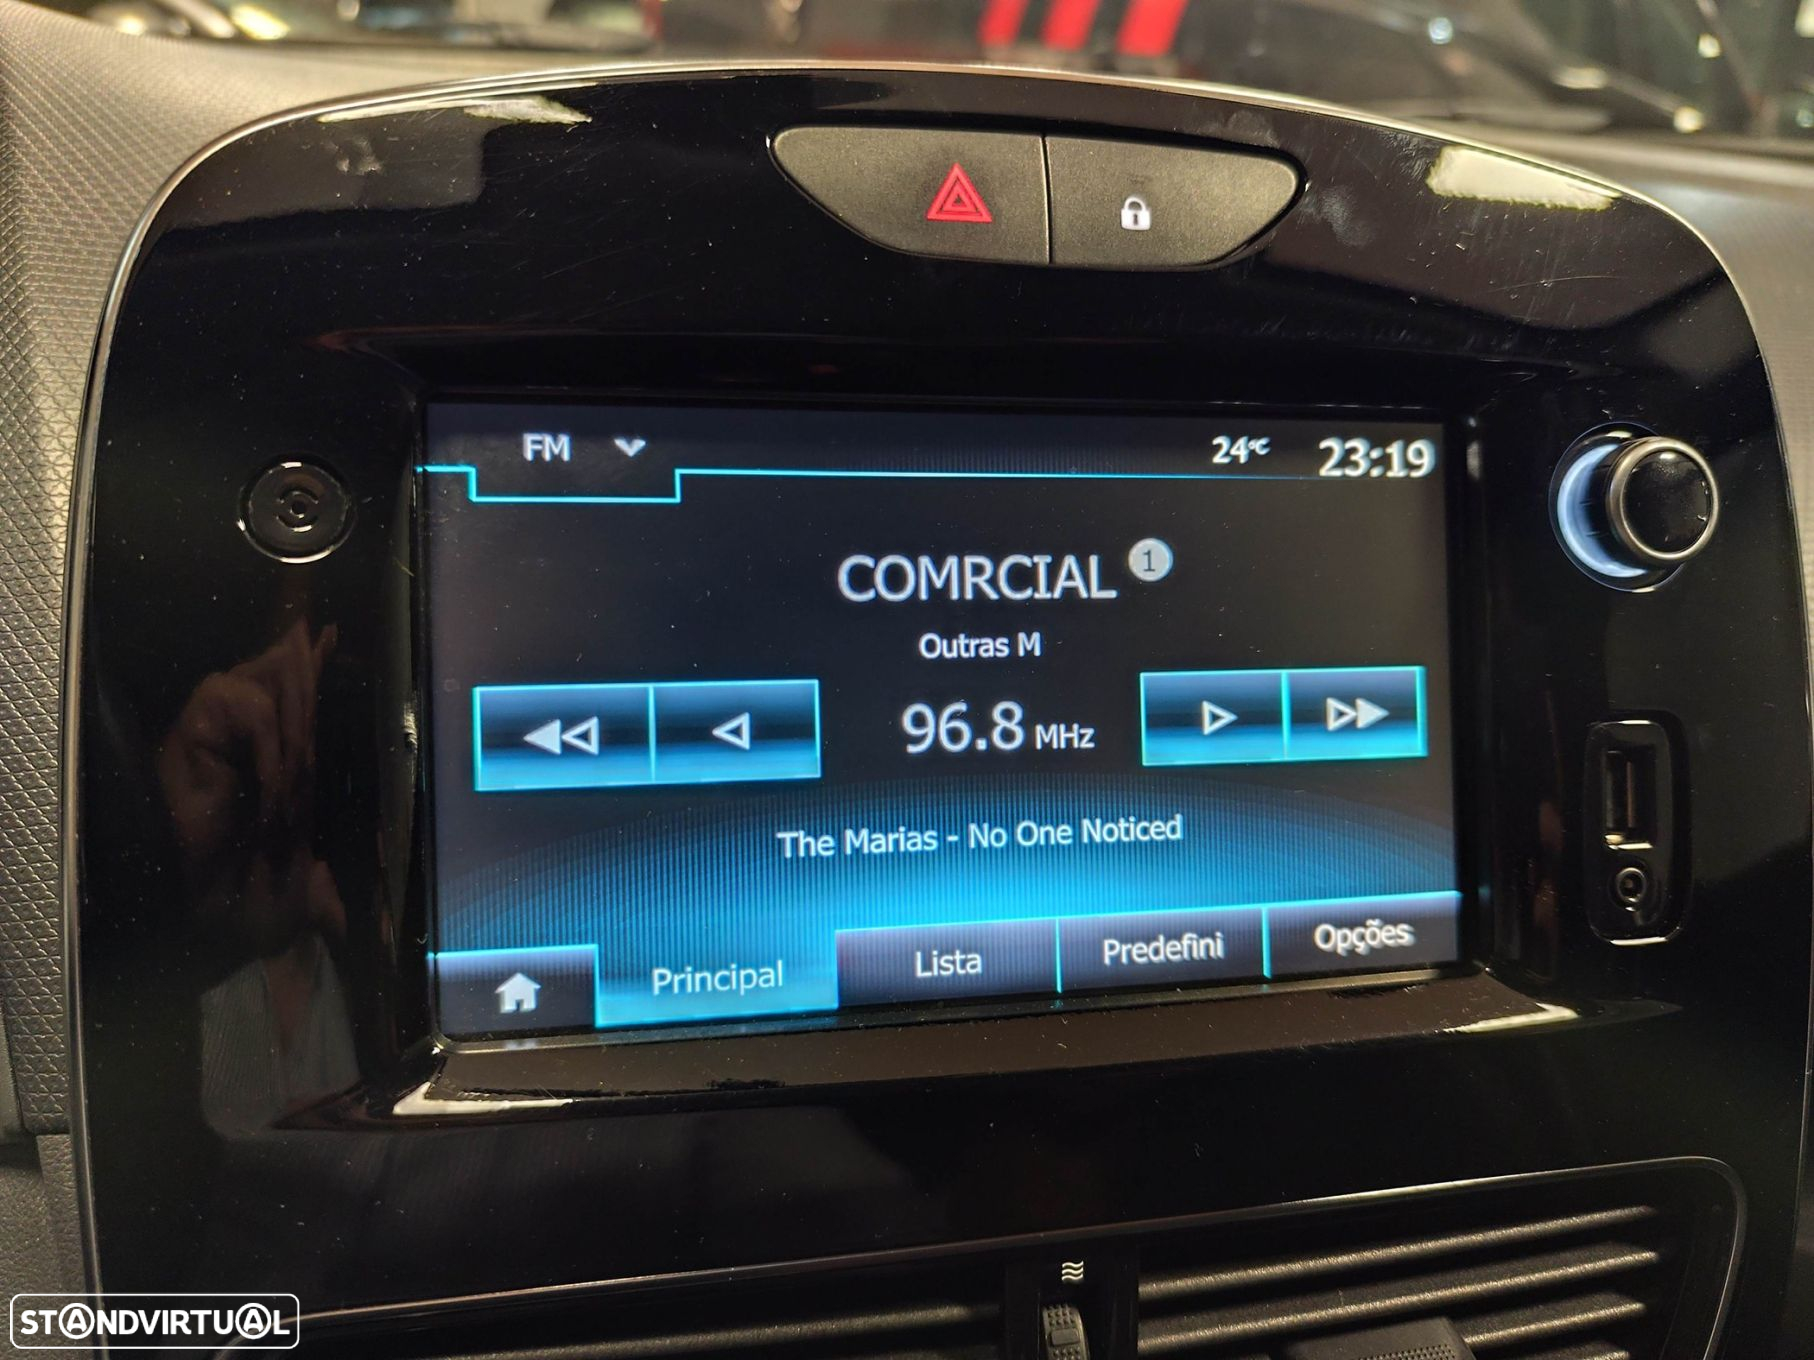 FM
24°C
23:19
COMRCIAL 1
Outras M
96.8 MHz
The Marias - No One Noticed
Principal
Lista
Predefini
Opções
STANDVIRTUAL